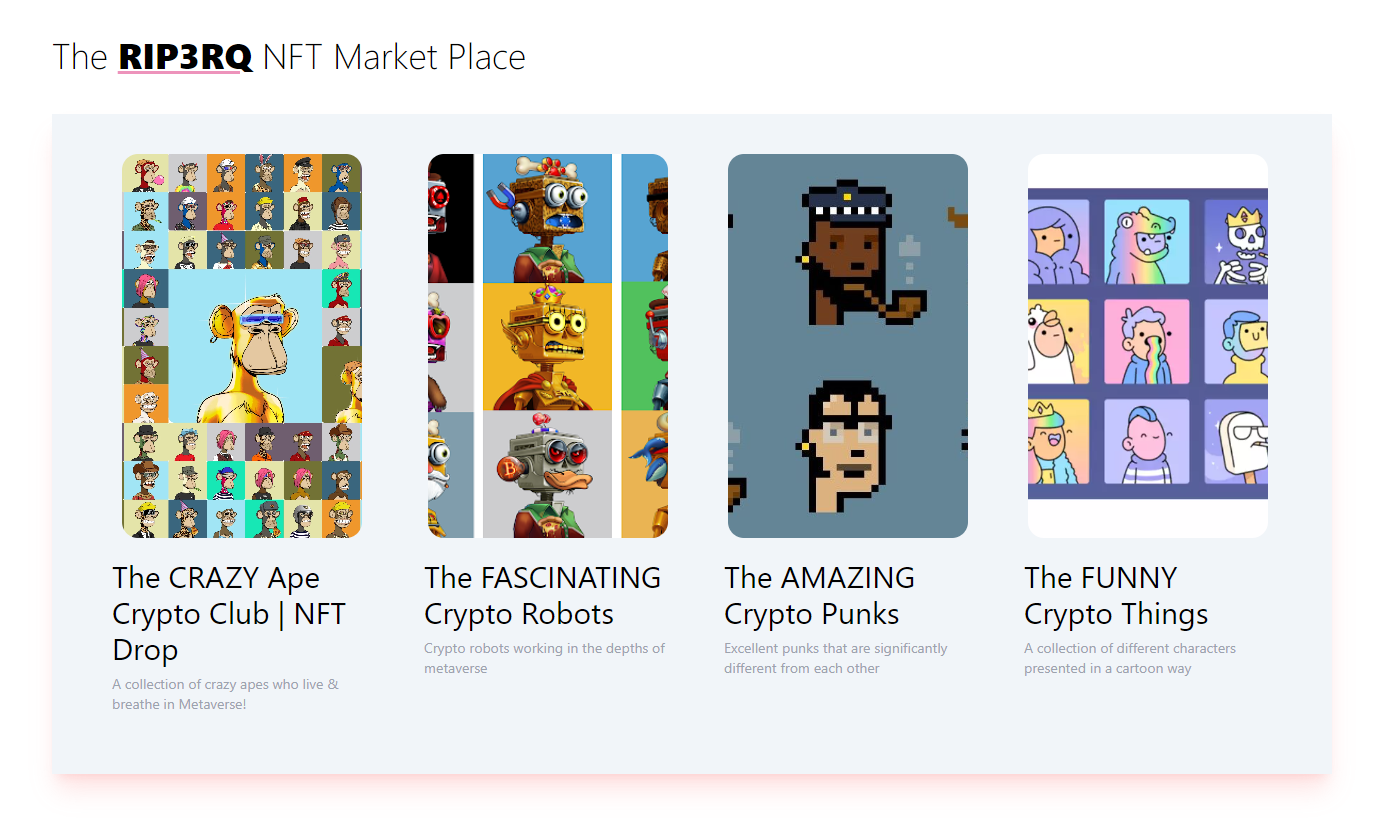 The RIP3RQ NFT Market Place
The CRAZY Ape
Crypto Club | NFT
Drop
A collection of crazy apes who live &
breathe in Metaverse!
The FASCINATING
Crypto Robots
Crypto robots working in the depths of
metaverse
The AMAZING
Crypto Punks
Excellent punks that are significantly
different from each other
The FUNNY
Crypto Things
A collection of different characters
presented in a cartoon way